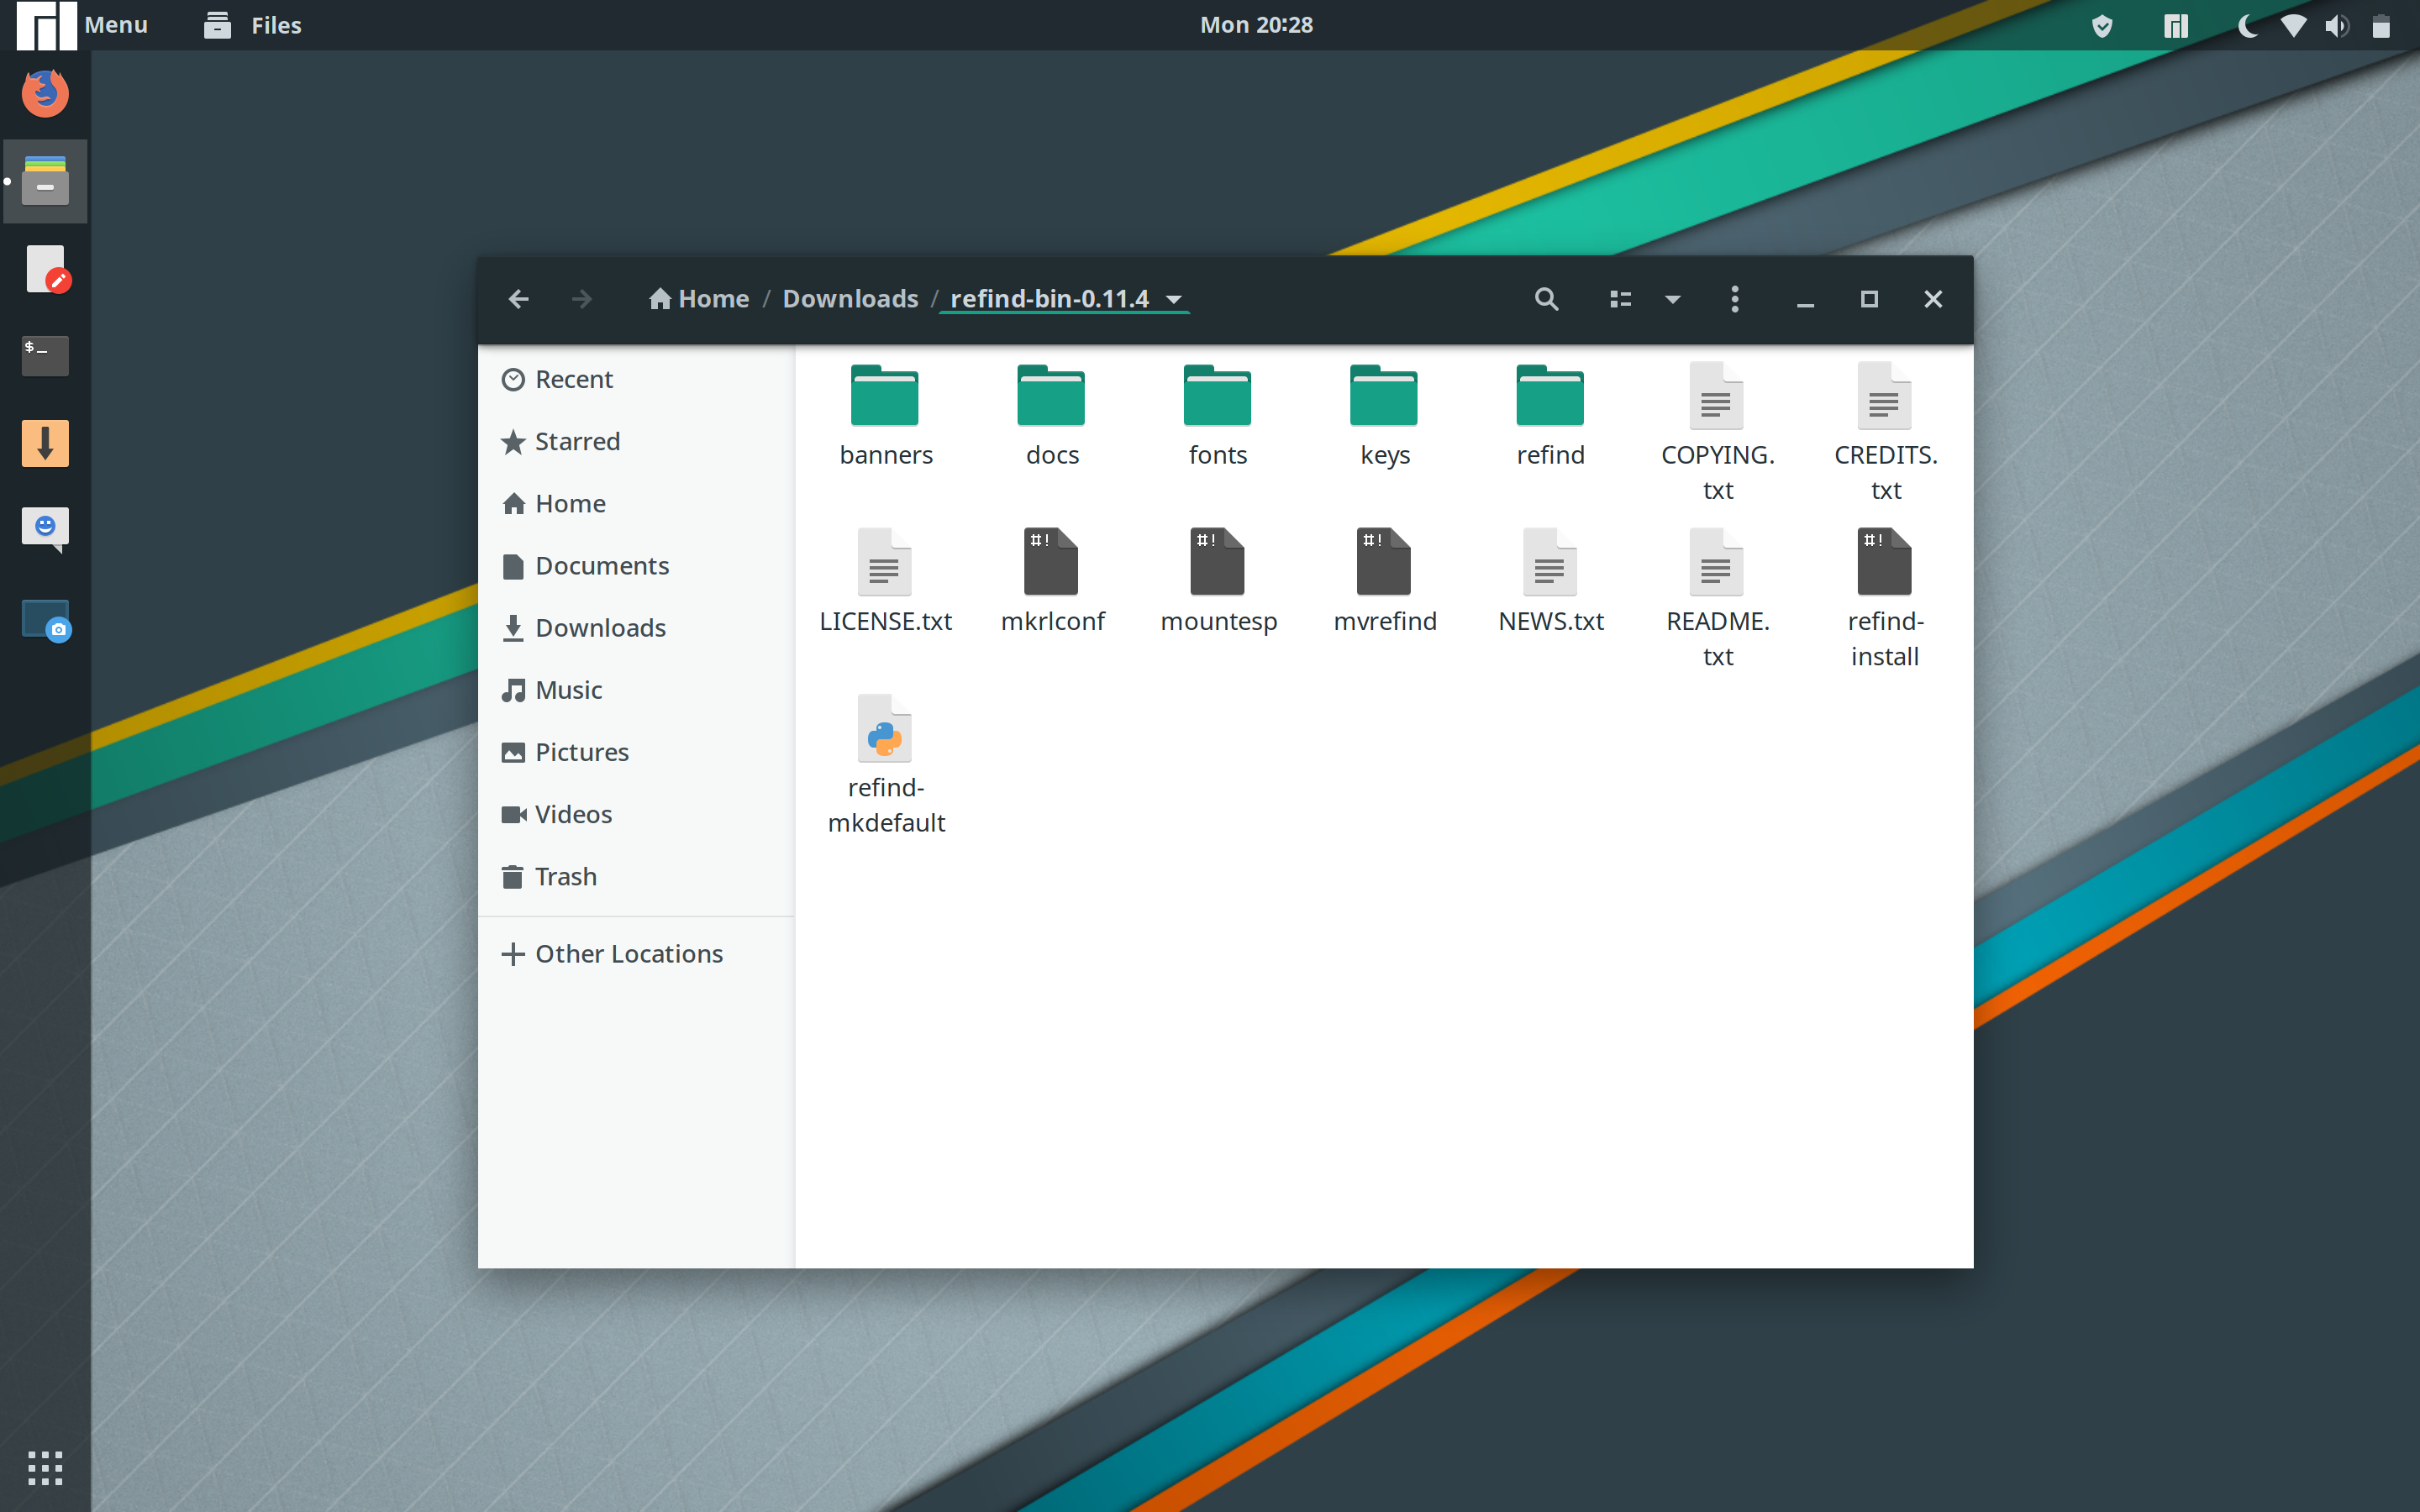 Menu Files Mon 20:28
$_
Home / Downloads / refind-bin-0.11.4
Recent
Starred
Home
Documents
Downloads
Music
Pictures
Videos
Trash
Other Locations
banners docs fonts keys refind COPYING. CREDITS.
txt txt
#! #! #! #!
LICENSE.txt mkrlconf mountesp mvrefind NEWS.txt README. refind-
txt install
refind-
mkdefault